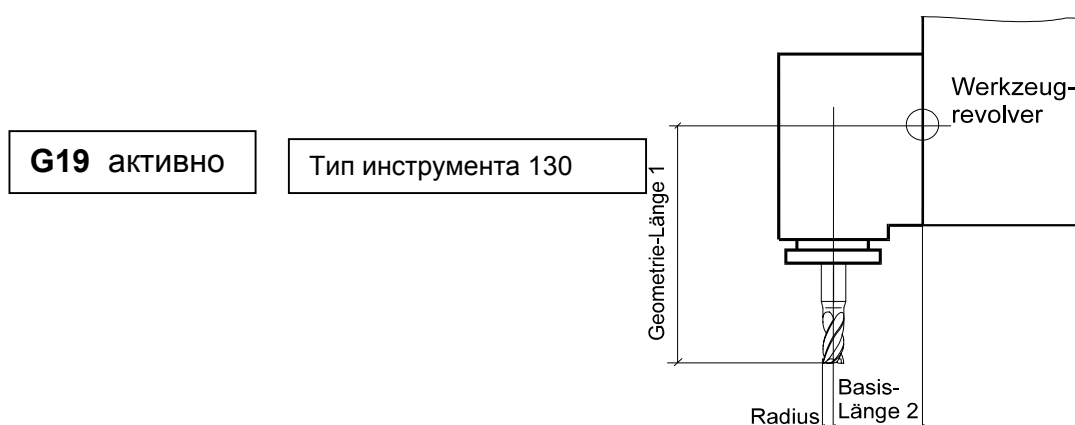 G19 активно
Тип инструмента 130
Werkzeug-
revolver
Geometrie-Länge 1
Basis-
Länge 2
Radius